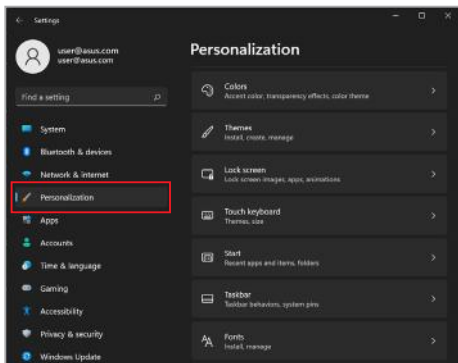 Settings
user@asus.com
user@asus.com
Find a setting
System
Bluetooth & devices
Network & internet
Personalization
Apps
Accounts
Time & language
Gaming
Accessibility
Privacy & security
Windows Update
Personalization
Colors
Accent color, transparency effects, color theme
Themes
Install, create, manage
Lock screen
Lock screen images, apps, animations
Touch keyboard
Themes, size
Start
Recent apps and items, folders
Taskbar
Taskbar behaviors, system pins
Fonts
Install, manage